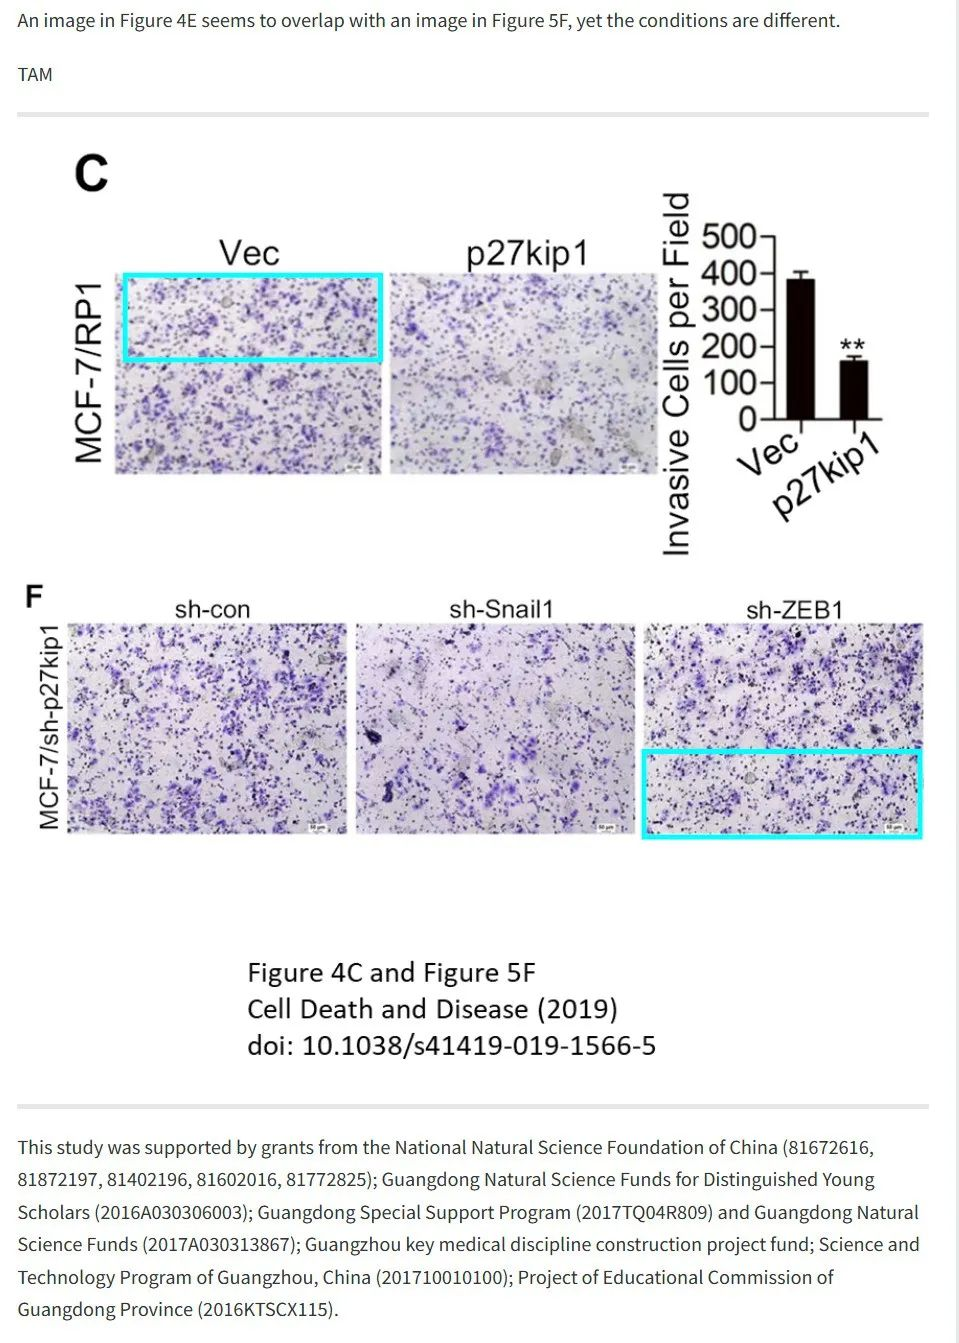 An image in Figure 4E seems to overlap with an image in Figure 5F, yet the conditions are different.
TAM
C
Vec
p27kip1
MCF-7/RP1
Invasive Cells per Field
500
400
300
200
100
0
**
Vec
p27kip1
F
sh-con
sh-Snail1
sh-ZEB1
MCF-7/sh-p27kip1
50 μm
50 μm
50 μm
Figure 4C and Figure 5F
Cell Death and Disease (2019)
doi: 10.1038/s41419-019-1566-5
This study was supported by grants from the National Natural Science Foundation of China (81672616,
81872197, 81402196, 81602016, 81772825); Guangdong Natural Science Funds for Distinguished Young
Scholars (2016A030306003); Guangdong Special Support Program (2017TQ04R809) and Guangdong Natural
Science Funds (2017A030313867); Guangzhou key medical discipline construction project fund; Science and
Technology Program of Guangzhou, China (201710010100); Project of Educational Commission of
Guangdong Province (2016KTSCX115).